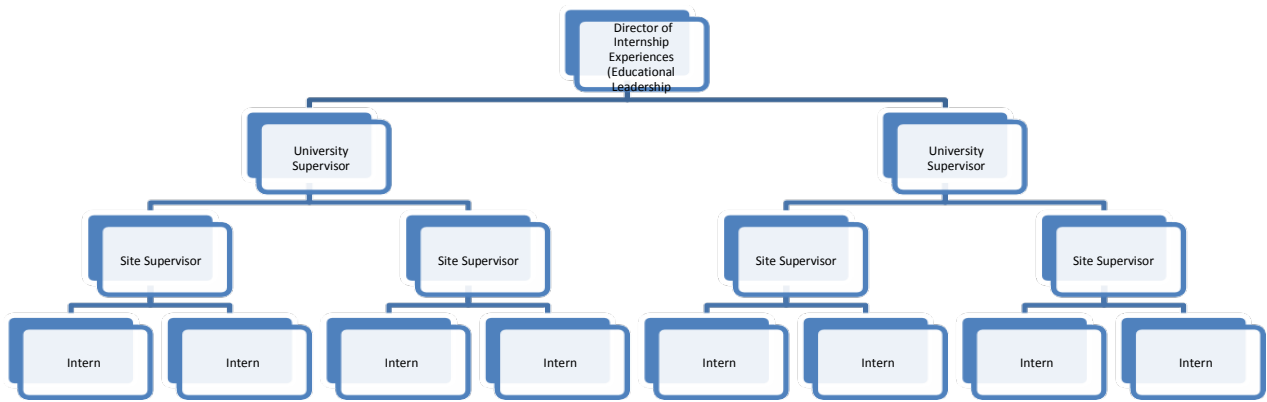 Director of
Internship
Experiences
(Educational
Leadership
University
Supervisor
University
Supervisor
Site Supervisor
Site Supervisor
Site Supervisor
Site Supervisor
Intern
Intern
Intern
Intern
Intern
Intern
Intern
Intern